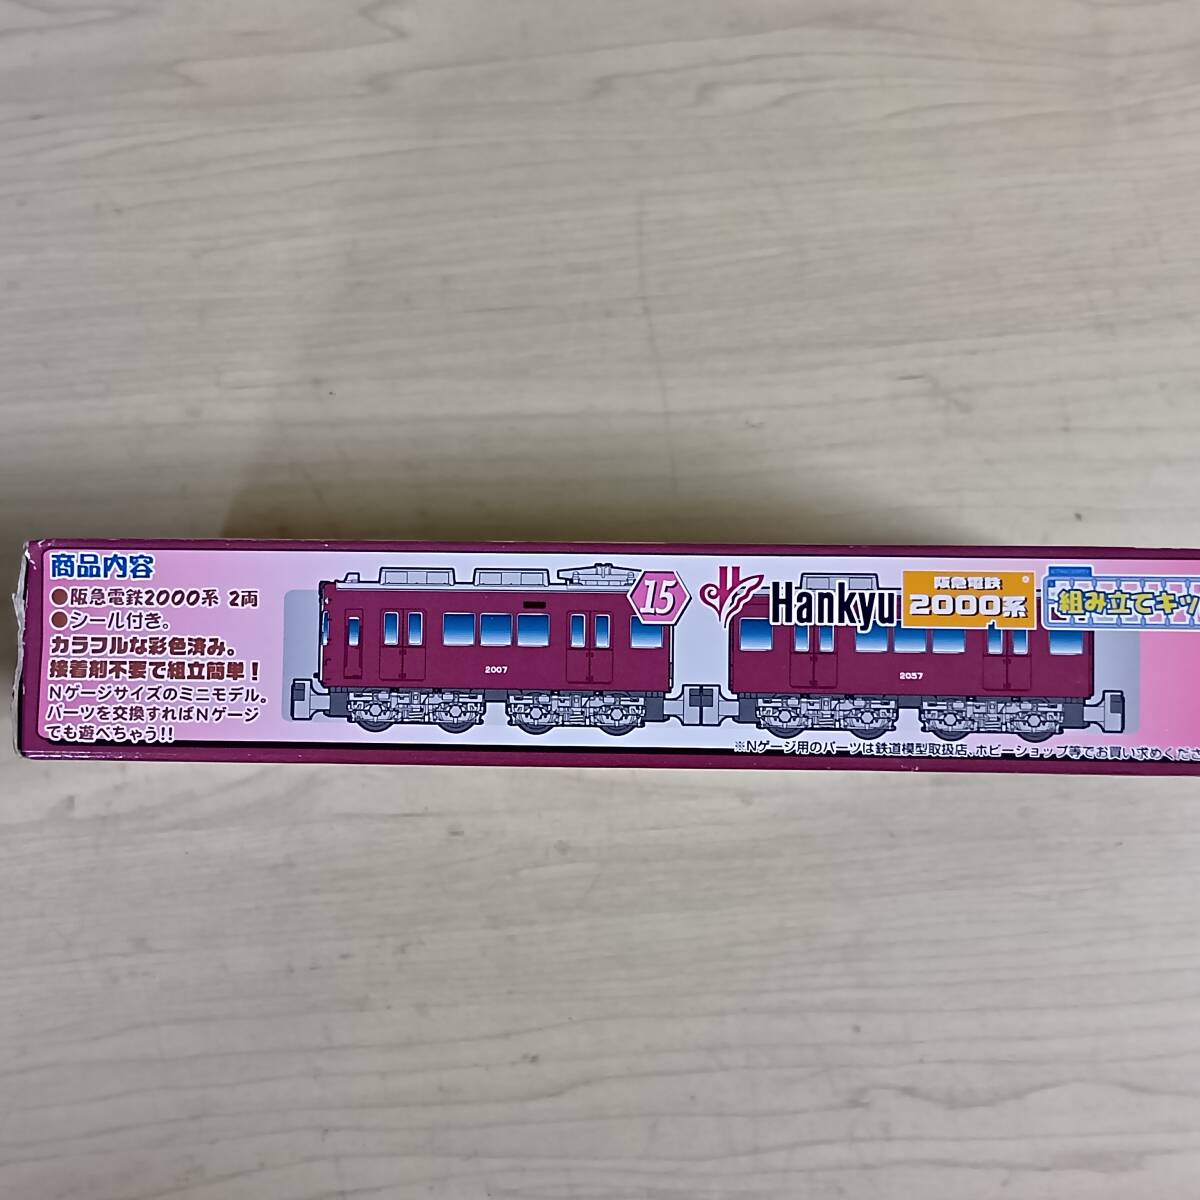 商品内容
●阪急電鉄2000系 2両
●シール付き。
カラフルな彩色済み。
接着剤不要で組立簡単!
Nゲージサイズのミニモデル。
パーツを交換すればNゲージ
ても遊べちゃう!!
2007
15
Hankyu
阪急電鉄
2000系
組み立てキッ
2057
※Nゲージ用のパーツは鉄道模型取扱店、ホビーショップ等でお買い求めくださ